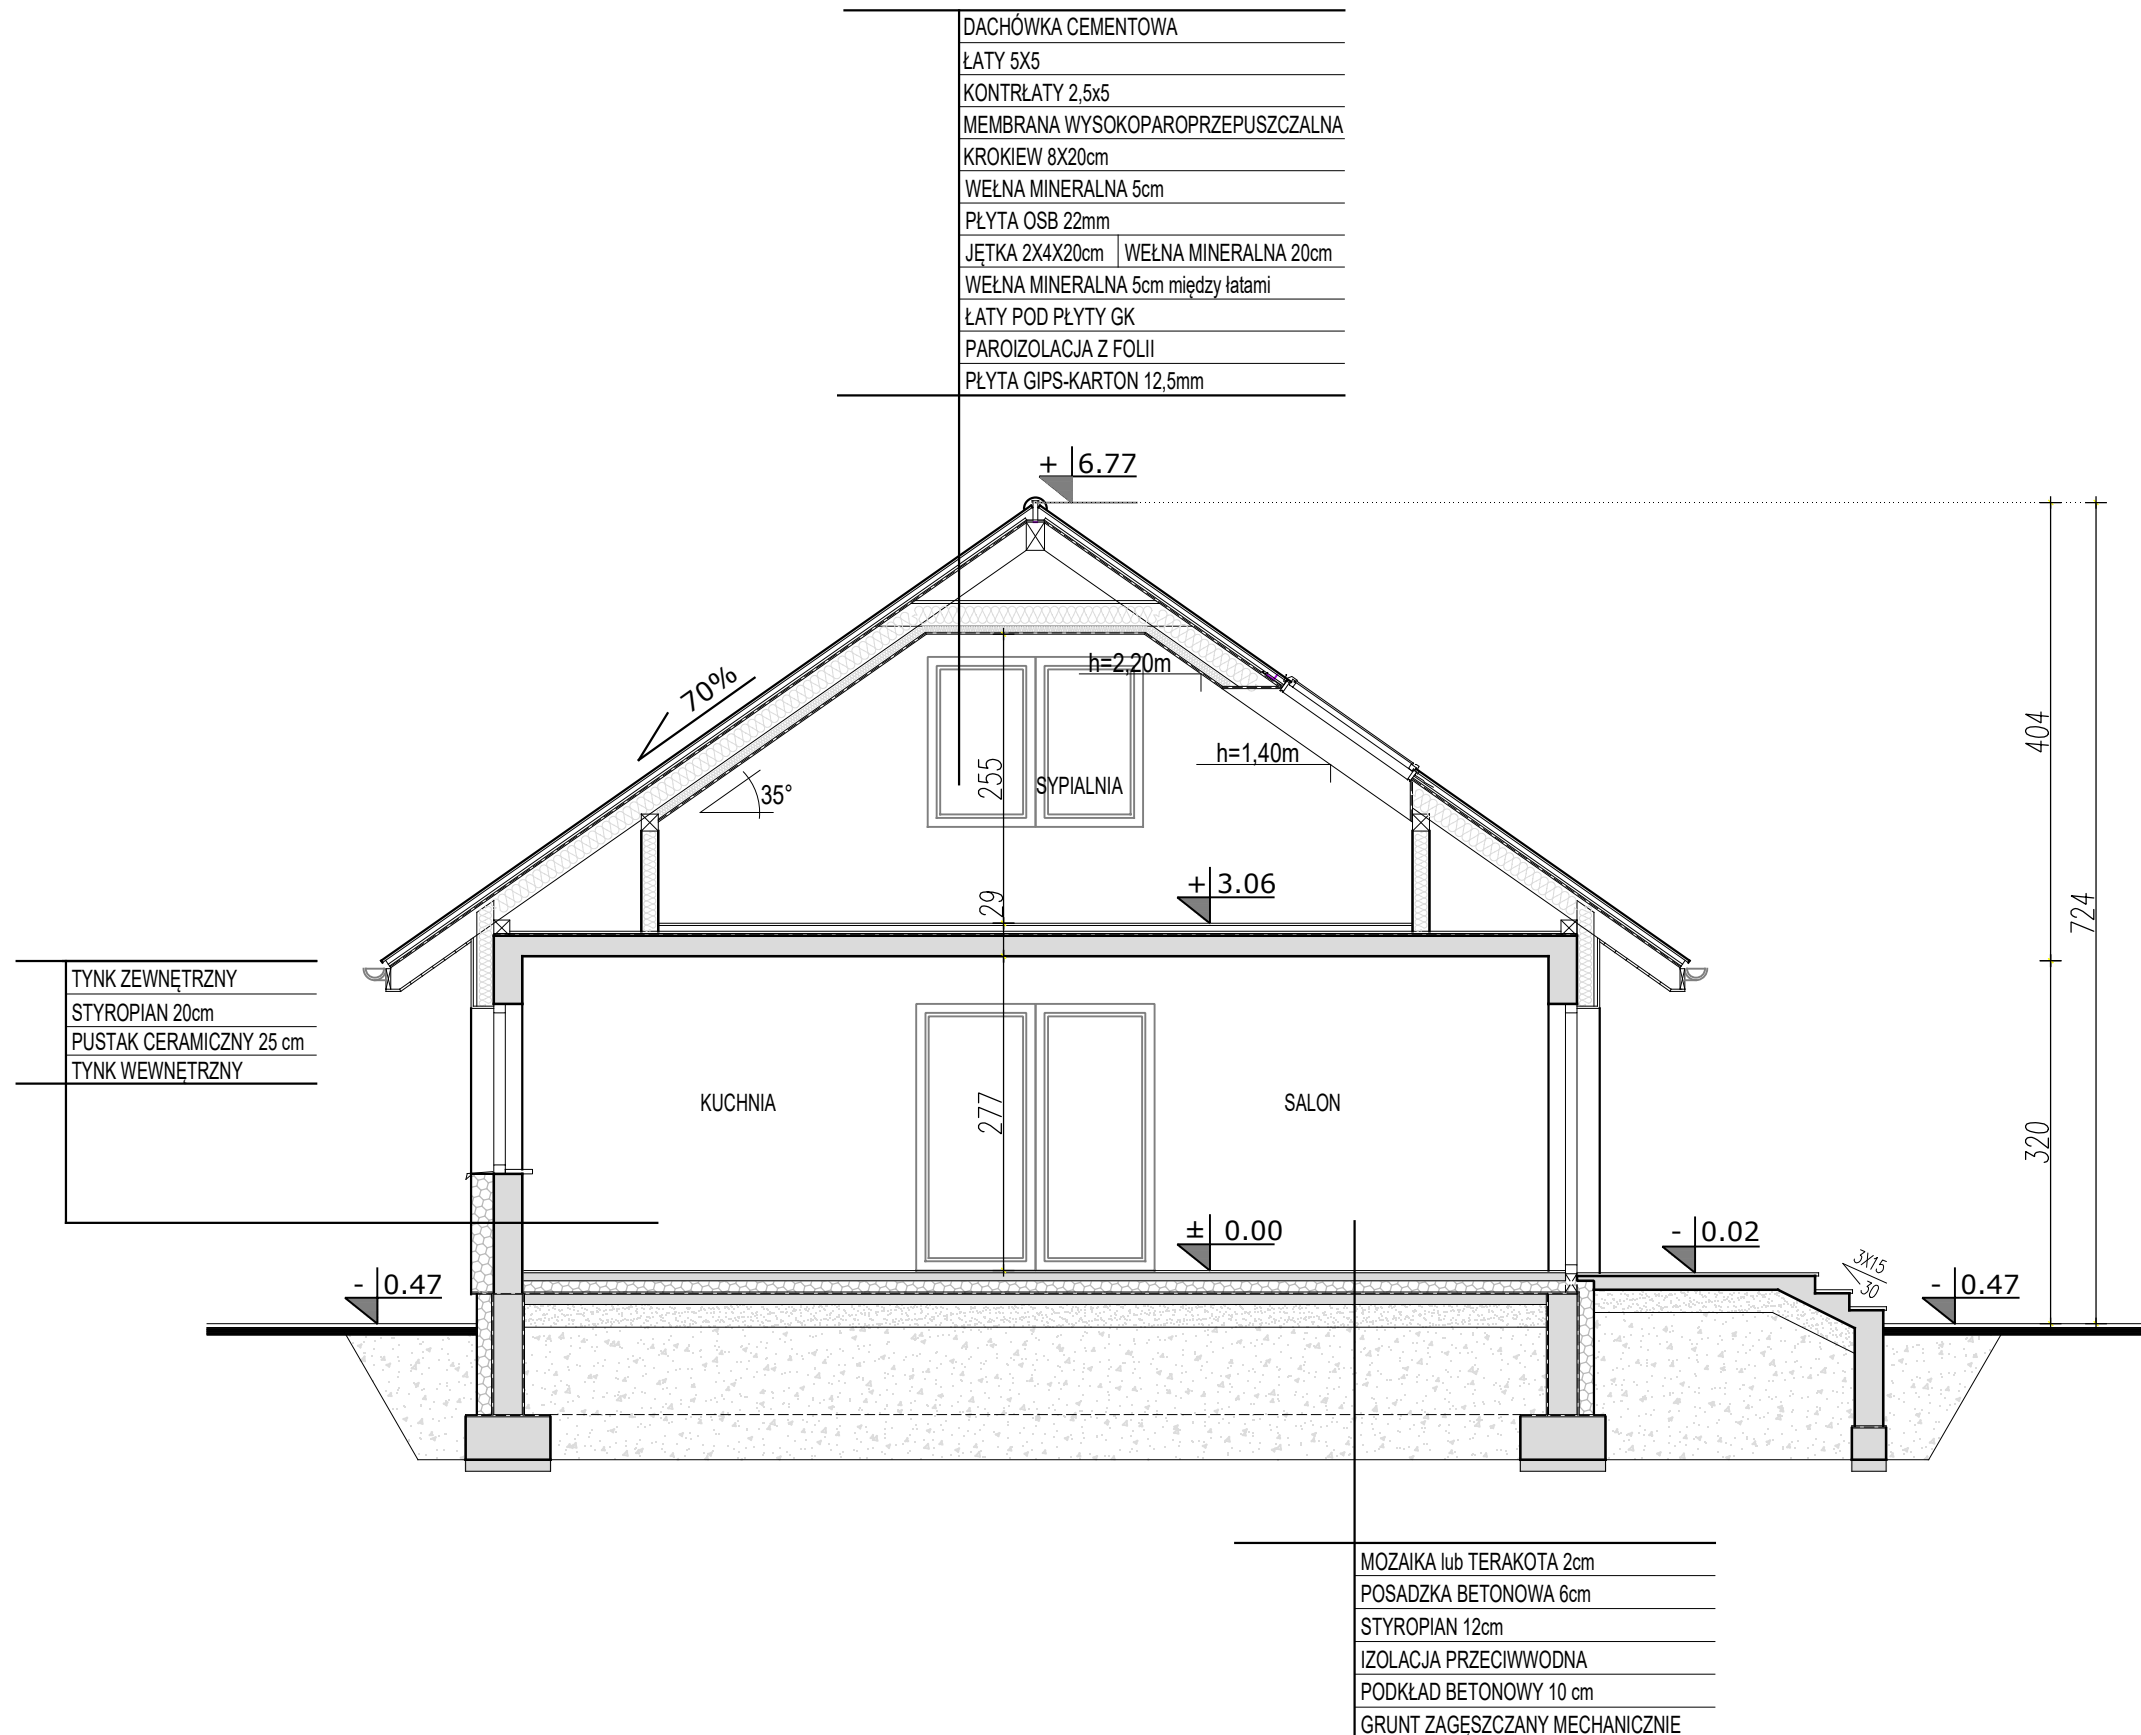 DACHÓWKA CEMENTOWA
ŁATY 5X5
KONTRŁATY 2,5x5
MEMBRANA WYSOKOPAROPRZEPUSZCZALNA
KROKIEW 8X20cm
WEŁNA MINERALNA 5cm
PŁYTA OSB 22mm
JĘTKA 2X4X20cm WEŁNA MINERALNA 20cm
WEŁNA MINERALNA 5cm między łatami
ŁATY POD PŁYTY GK
PAROIZOLACJA Z FOLII
PŁYTA GIPS-KARTON 12,5mm
+ 6.77
70%
h=2,20m
h=1,40m
404
35°
255
SYPIALNIA
+ 3.06
29
724
TYNK ZEWNĘTRZNY
STYROPIAN 20cm
PUSTAK CERAMICZNY 25 cm
TYNK WEWNĘTRZNY
KUCHNIA
277
SALON
320
± 0.00
- 0.02
- 0.47
3X15
30
- 0.47
MOZAIKA lub TERAKOTA 2cm
POSADZKA BETONOWA 6cm
STYROPIAN 12cm
IZOLACJA PRZECIWWODNA
PODKŁAD BETONOWY 10 cm
GRUNT ZAGĘSZCZANY MECHANICZNIE